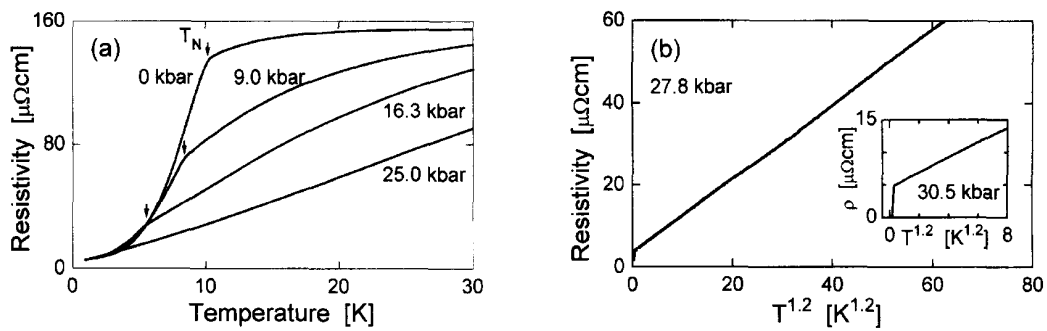 160
(a)
T_N
0 kbar
9.0 kbar
16.3 kbar
25.0 kbar
80
0
Resistivity [μΩcm]
0
10
20
30
Temperature [K]
60
(b)
27.8 kbar
40
20
0
Resistivity [μΩcm]
15
0
ρ [μΩcm]
30.5 kbar
0 T^1.2 [K^1.2] 8
0
20
40
60
80
T^1.2 [K^1.2]